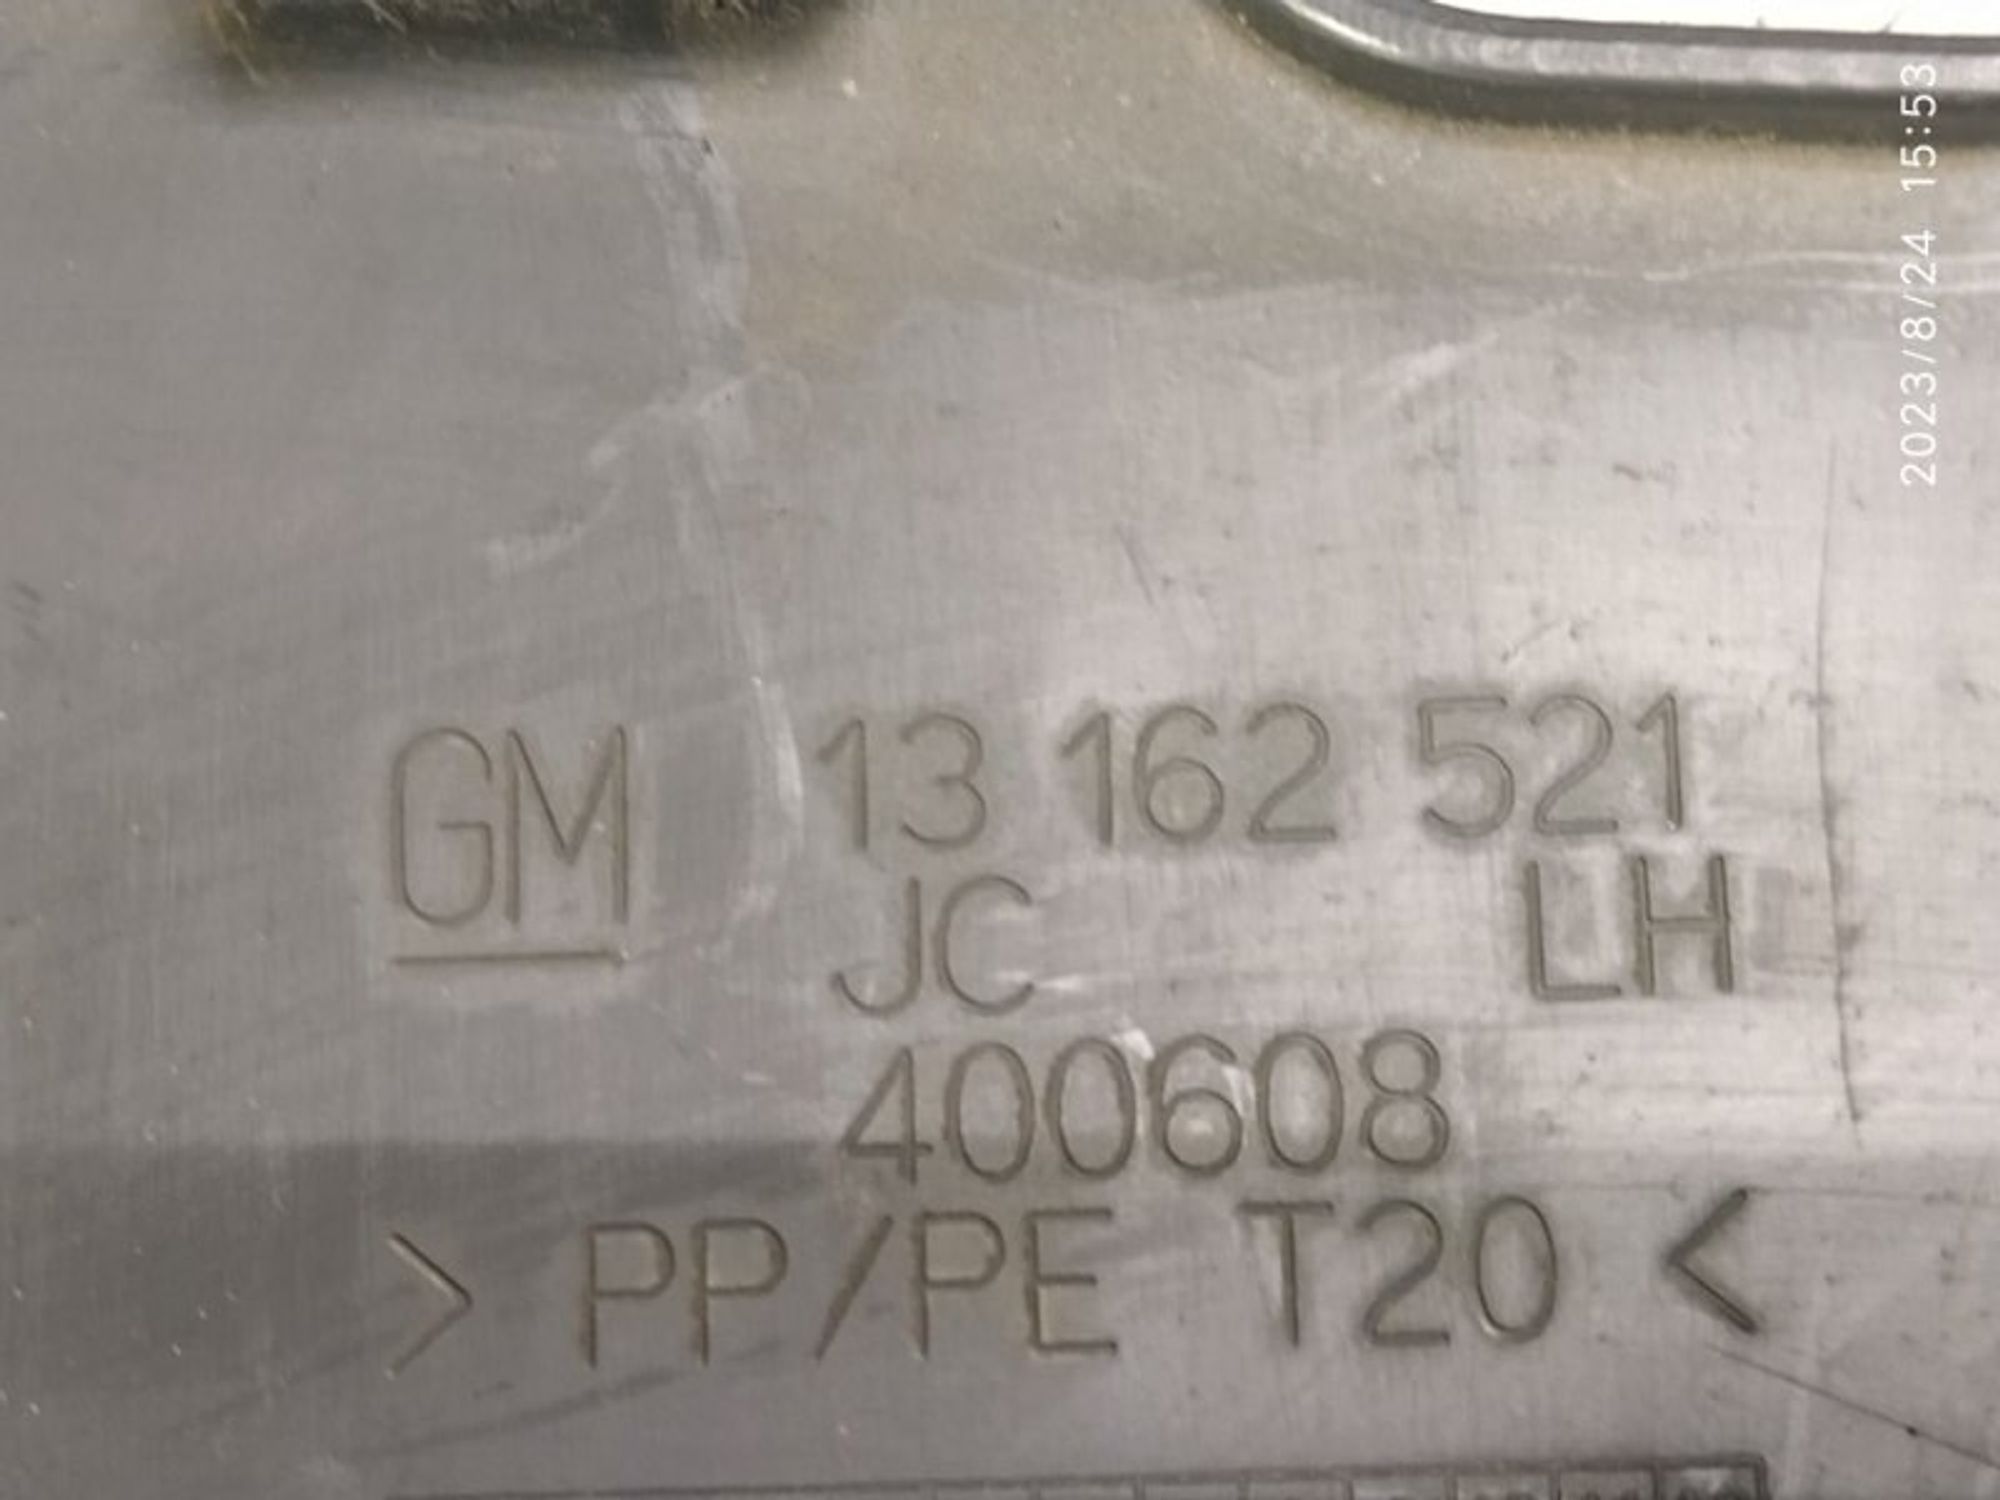 2023/8/24 15:53
GM 13 162 521
JC LH
400608
> PP/PE T20 <